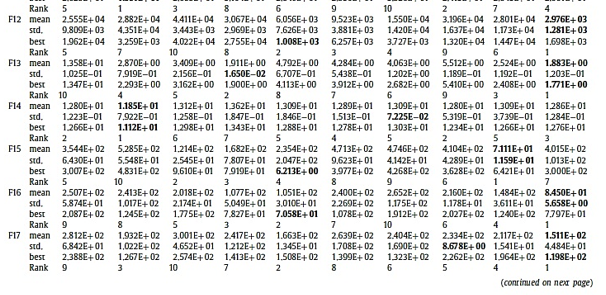 Rank 5 1 3 8 6 9 10 2 7 4
F12 mean 2.555E+04 2.882E+04 4.411E+04 3.067E+04 6.056E+03 9.523E+03 1.550E+04 3.196E+04 2.801E+04 2.976E+03
std. 9.809E+03 4.351E+03 3.443E+03 2.969E+03 7.626E+03 3.881E+03 1.420E+04 1.637E+04 1.173E+04 1.281E+03
best 1.962E+04 3.259E+03 4.022E+04 2.755E+04 1.008E+03 6.257E+03 3.737E+03 1.320E+04 1.447E+04 1.698E+03
Rank 5 7 10 8 2 3 4 9 6 1
F13 mean 1.358E+01 2.870E+00 3.409E+00 1.911E+00 4.792E+00 4.284E+00 4.063E+00 5.512E+00 2.524E+00 1.883E+00
std. 1.025E−01 7.919E−01 2.156E−01 1.650E−02 6.707E−01 5.438E−01 1.202E+00 1.189E−01 1.192E−01 1.203E−01
best 1.347E+01 2.293E+00 3.162E+00 1.900E+00 4.113E+00 3.912E+00 2.682E+00 5.410E+00 2.408E+00 1.771E+00
Rank 10 4 5 2 8 7 6 9 3 1
F14 mean 1.280E+01 1.185E+01 1.312E+01 1.362E+01 1.309E+01 1.289E+01 1.309E+01 1.280E+01 1.309E+01 1.286E+01
std. 1.223E−01 7.922E−01 1.258E−01 1.847E−01 1.846E−01 1.513E−01 7.225E−02 5.319E−01 3.739E−01 1.284E−01
best 1.266E+01 1.112E+01 1.298E+01 1.343E+01 1.288E+01 1.278E+01 1.303E+01 1.234E+01 1.266E+01 1.276E+01
Rank 2 1 6 7 5 4 5 2 5 3
F15 mean 3.544E+02 5.285E+02 1.214E+02 1.682E+02 2.354E+02 4.713E+02 4.746E+02 4.104E+02 7.111E+01 4.015E+02
std. 6.430E+01 5.548E+01 2.545E+01 7.807E+01 2.047E+02 9.623E+01 4.142E+01 4.289E+01 1.159E+01 1.013E+02
best 3.007E+02 4.831E+02 9.610E+01 7.919E+01 6.213E+00 3.977E+02 4.268E+02 3.628E+02 6.421E+01 3.000E+02
Rank 5 10 2 3 4 8 9 7 1 6
F16 mean 2.507E+02 2.413E+02 2.018E+02 1.077E+02 1.051E+02 2.400E+02 2.652E+02 2.160E+02 1.484E+02 8.450E+01
std. 5.874E+01 1.017E+02 2.174E+01 5.049E+01 3.010E+01 2.269E+01 1.175E+02 1.178E+01 3.611E+01 5.658E+00
best 2.087E+02 1.245E+02 1.775E+02 7.827E+01 7.058E+01 1.078E+02 1.912E+02 2.027E+02 1.240E+02 7.797E+01
Rank 9 8 5 3 2 7 10 6 4 1
F17 mean 2.812E+02 1.932E+02 3.001E+02 2.417E+02 1.663E+02 2.639E+02 2.404E+02 2.334E+02 2.117E+02 1.511E+02
std. 6.842E+01 1.022E+02 4.652E+01 1.212E+02 1.345E+01 1.708E+02 1.690E+02 8.678E+00 1.541E+01 4.484E+01
best 2.388E+02 1.267E+02 2.574E+02 1.413E+02 1.508E+02 1.399E+02 1.323E+02 2.262E+02 1.964E+02 1.198E+02
Rank 9 3 10 7 2 8 6 5 4 1
(continued on next page)